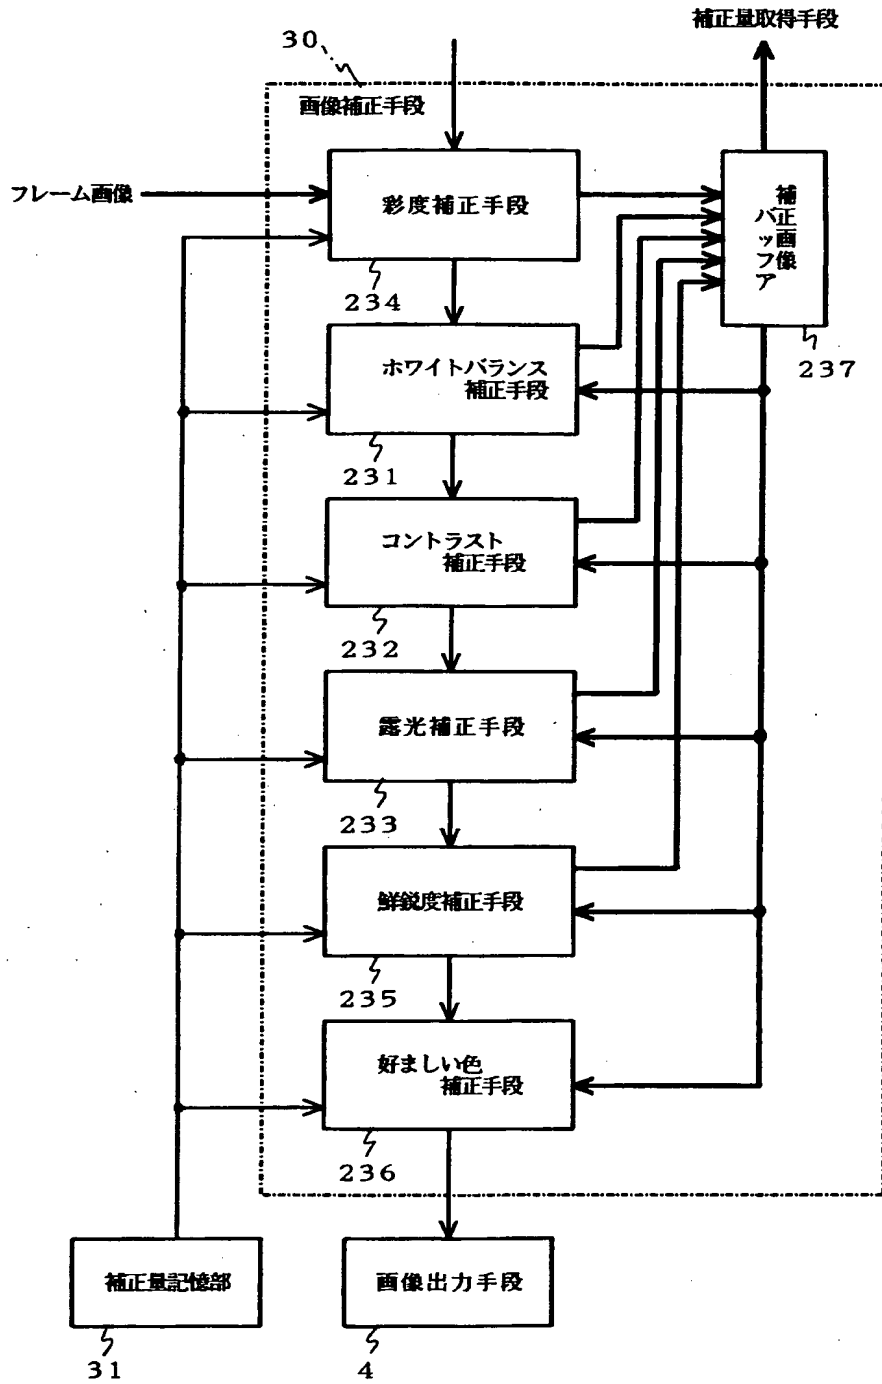 補正量取得手段
30
画像補正手段
フレーム画像
彩度補正手段
234
補正画像
バッファ
237
ホワイトバランス
補正手段
231
コントラスト
補正手段
232
露光補正手段
233
鮮鋭度補正手段
235
好ましい色
補正手段
236
補正量記憶部
31
画像出力手段
4